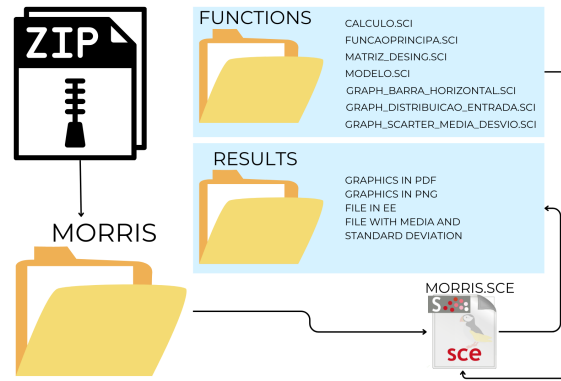 ZIP
FUNCTIONS
CALCULO.SCI
FUNCAOPRINCIPA.SCI
MATRIZ_DESING.SCI
MODELO.SCI
GRAPH_BARRA_HORIZONTAL.SCI
GRAPH_DISTRIBUICAO_ENTRADA.SCI
GRAPH_SCARTER_MEDIA_DESVIO.SCI
RESULTS
GRAPHICS IN PDF
GRAPHICS IN PNG
FILE IN EE
FILE WITH MEDIA AND
STANDARD DEVIATION
MORRIS
MORRIS.SCE
S
sce